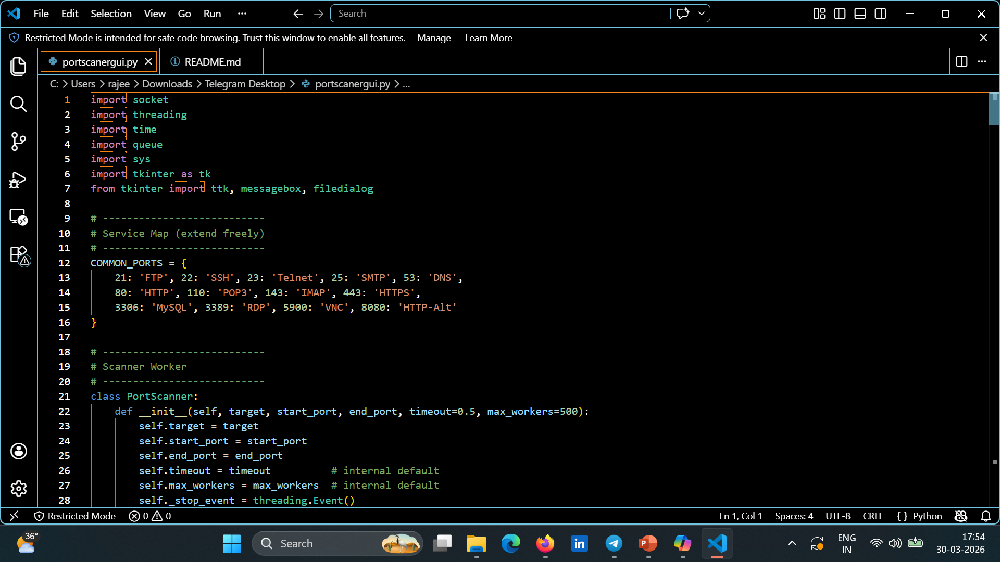 File Edit Selection View Go Run ··· Search
Restricted Mode is intended for safe code browsing. Trust this window to enable all features. Manage Learn More
portscanergui.py README.md
C: > Users > rajee > Downloads > Telegram Desktop > portscanergui.py > ...
1 import socket
2 import threading
3 import time
4 import queue
5 import sys
6 import tkinter as tk
7 from tkinter import ttk, messagebox, filedialog
8
9 # ---------------------------
10 # Service Map (extend freely)
11 # ---------------------------
12 COMMON_PORTS = {
13     21: 'FTP', 22: 'SSH', 23: 'Telnet', 25: 'SMTP', 53: 'DNS',
14     80: 'HTTP', 110: 'POP3', 143: 'IMAP', 443: 'HTTPS',
15     3306: 'MySQL', 3389: 'RDP', 5900: 'VNC', 8080: 'HTTP-Alt'
16 }
17
18 # ---------------------------
19 # Scanner Worker
20 # ---------------------------
21 class PortScanner:
22     def __init__(self, target, start_port, end_port, timeout=0.5, max_workers=500):
23         self.target = target
24         self.start_port = start_port
25         self.end_port = end_port
26         self.timeout = timeout          # internal default
27         self.max_workers = max_workers  # internal default
28         self._stop_event = threading.Event()
Restricted Mode 0 0 Ln 1, Col 1 Spaces: 4 UTF-8 CRLF { } Python
36° Search ENG 17:54
IN 30-03-2026